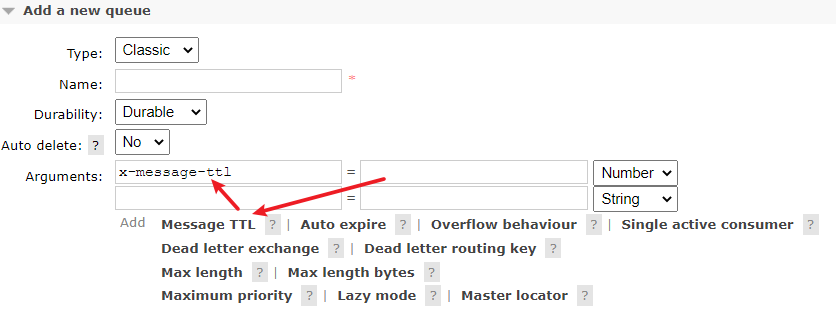 Add a new queue
Type: Classic
Name: *
Durability: Durable
Auto delete: ? No
Arguments: x-message-ttl = Number
= String
Add Message TTL ? | Auto expire ? | Overflow behaviour ? | Single active consumer ?
Dead letter exchange ? | Dead letter routing key ?
Max length ? | Max length bytes ?
Maximum priority ? | Lazy mode ? | Master locator ?